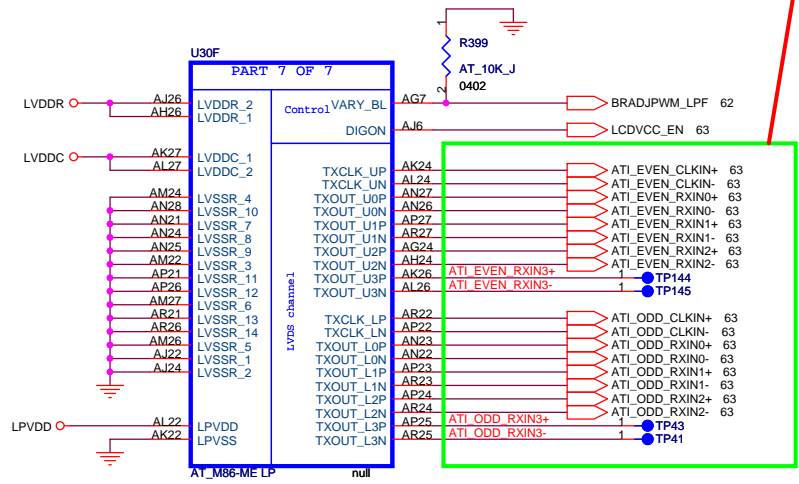 U30F
PART 7 OF 7
1 R399
AT_10K_J
2 0402
LVDDR AJ26 LVDDR_2 Control VARY_BL AG7 BRADJPWM_LPF 62
AH26 LVDDR_1
DIGON AJ6 LCDVCC_EN 63
LVDDC AK27 LVDDC_1
AL27 LVDDC_2
TXCLK_UP AK24 ATI_EVEN_CLKIN+ 63
TXCLK_UN AL24 ATI_EVEN_CLKIN- 63
AM24 LVSSR_4 TXOUT_U0P AN27 ATI_EVEN_RXIN0+ 63
AN28 LVSSR_10 TXOUT_U0N AN26 ATI_EVEN_RXIN0- 63
AN21 LVSSR_7 TXOUT_U1P AP27 ATI_EVEN_RXIN1+ 63
AN24 LVSSR_8 TXOUT_U1N AR27 ATI_EVEN_RXIN1- 63
AN25 LVSSR_9 TXOUT_U2P AG24 ATI_EVEN_RXIN2+ 63
AM22 LVSSR_3 TXOUT_U2N AH24 ATI_EVEN_RXIN2- 63
AP21 LVSSR_11 TXOUT_U3P AK26 ATI_EVEN_RXIN3+ 1 TP144
AP26 LVSSR_12 TXOUT_U3N AL26 ATI_EVEN_RXIN3- 1 TP145
AM27 LVSSR_6
LVDS channel
AR21 LVSSR_13 TXCLK_LP AR22 ATI_ODD_CLKIN+ 63
AR26 LVSSR_14 TXCLK_LN AP22 ATI_ODD_CLKIN- 63
AM26 LVSSR_5 TXOUT_L0P AN23 ATI_ODD_RXIN0+ 63
AJ22 LVSSR_1 TXOUT_L0N AN22 ATI_ODD_RXIN0- 63
AJ24 LVSSR_2 TXOUT_L1P AP23 ATI_ODD_RXIN1+ 63
TXOUT_L1N AR23 ATI_ODD_RXIN1- 63
TXOUT_L2P AP24 ATI_ODD_RXIN2+ 63
TXOUT_L2N AR24 ATI_ODD_RXIN2- 63
LPVDD AL22 LPVDD TXOUT_L3P AP25 ATI_ODD_RXIN3+ 1 TP43
AK22 LPVSS TXOUT_L3N AR25 ATI_ODD_RXIN3- 1 TP41
AT_M86-ME LP null